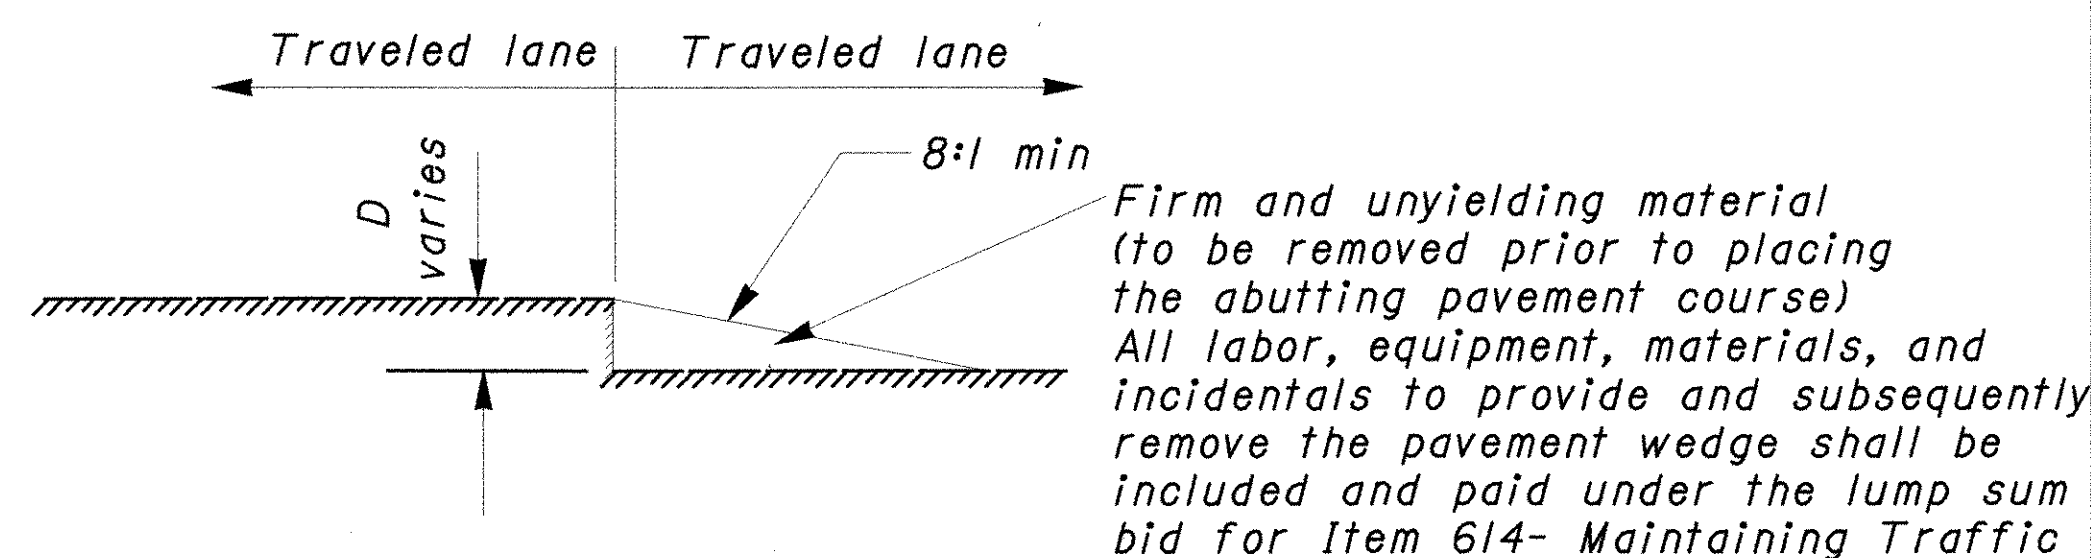 Traveled lane
Traveled lane
D
varies
8:1 min
Firm and unyielding material
(to be removed prior to placing
the abutting pavement course)
All labor, equipment, materials, and
incidentals to provide and subsequently
remove the pavement wedge shall be
included and paid under the lump sum
bid for Item 614- Maintaining Traffic